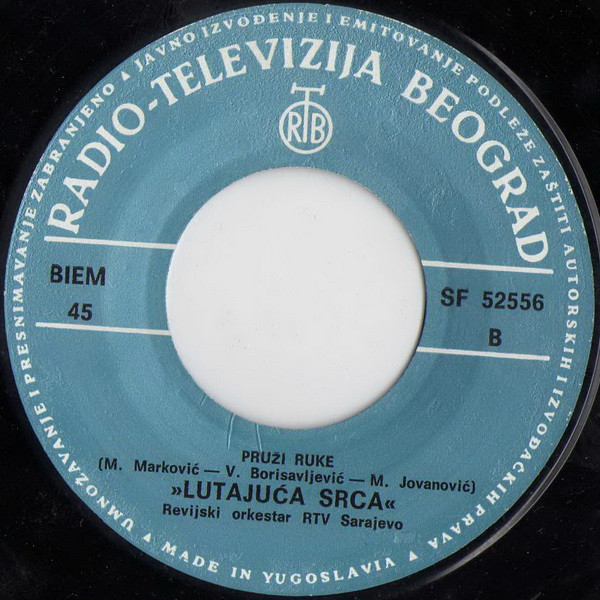 UMNOŽAVANJE I PRESNIMAVANJE ZABRANJENO ▲ JAVNO IZVOĐENJE I EMITOVANJE PODLEŽE ZAŠTITI AUTORSKIH I IZVOĐAČKIH PRAVA ▲ MADE IN YUGOSLAVIA ▲
RADIO-TELEVIZIJA BEOGRAD
RTB
BIEM
45
SF 52556
B
PRUŽI RUKE
(M. Marković — V. Borisavljević — M. Jovanović)
»LUTAJUĆA SRCA«
Revijski orkestar RTV Sarajevo